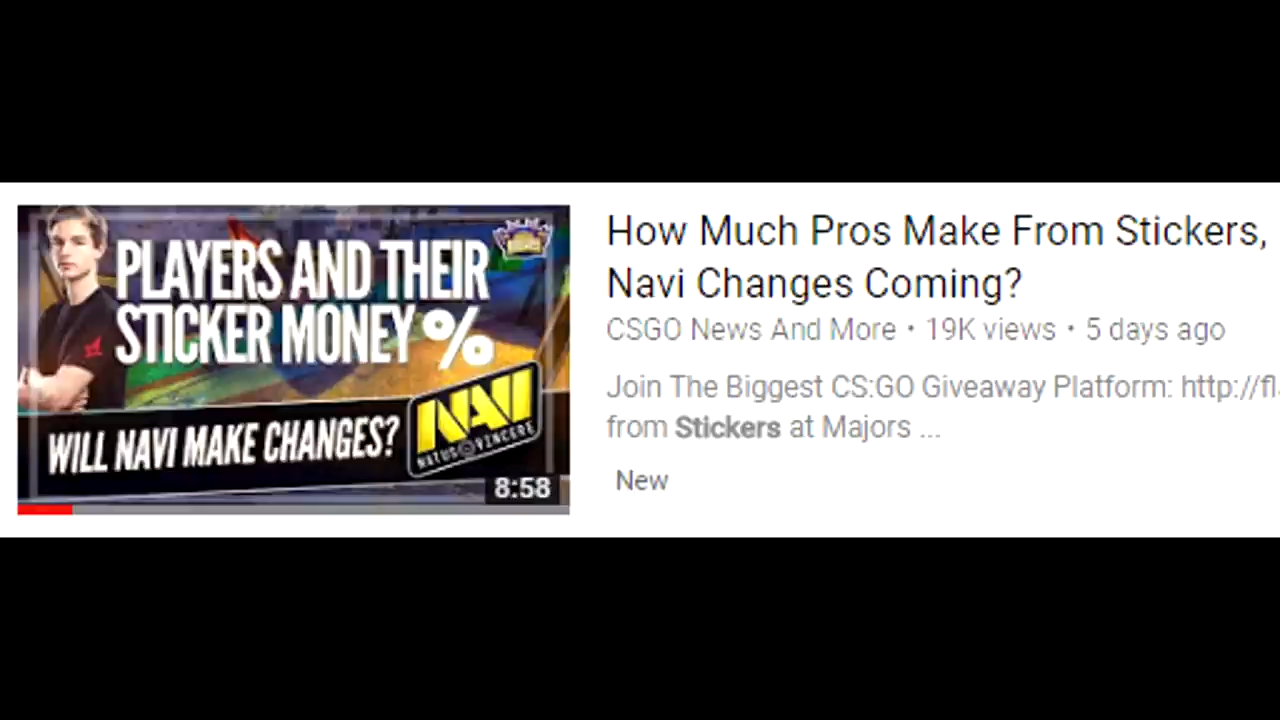 PLAYERS AND THEIR
STICKER MONEY %
WILL NAVI MAKE CHANGES?
NAVI
NATUS VINCERE
8:58
How Much Pros Make From Stickers,
Navi Changes Coming?
CSGO News And More • 19K views • 5 days ago
Join The Biggest CS:GO Giveaway Platform: http://fl
from Stickers at Majors ...
New